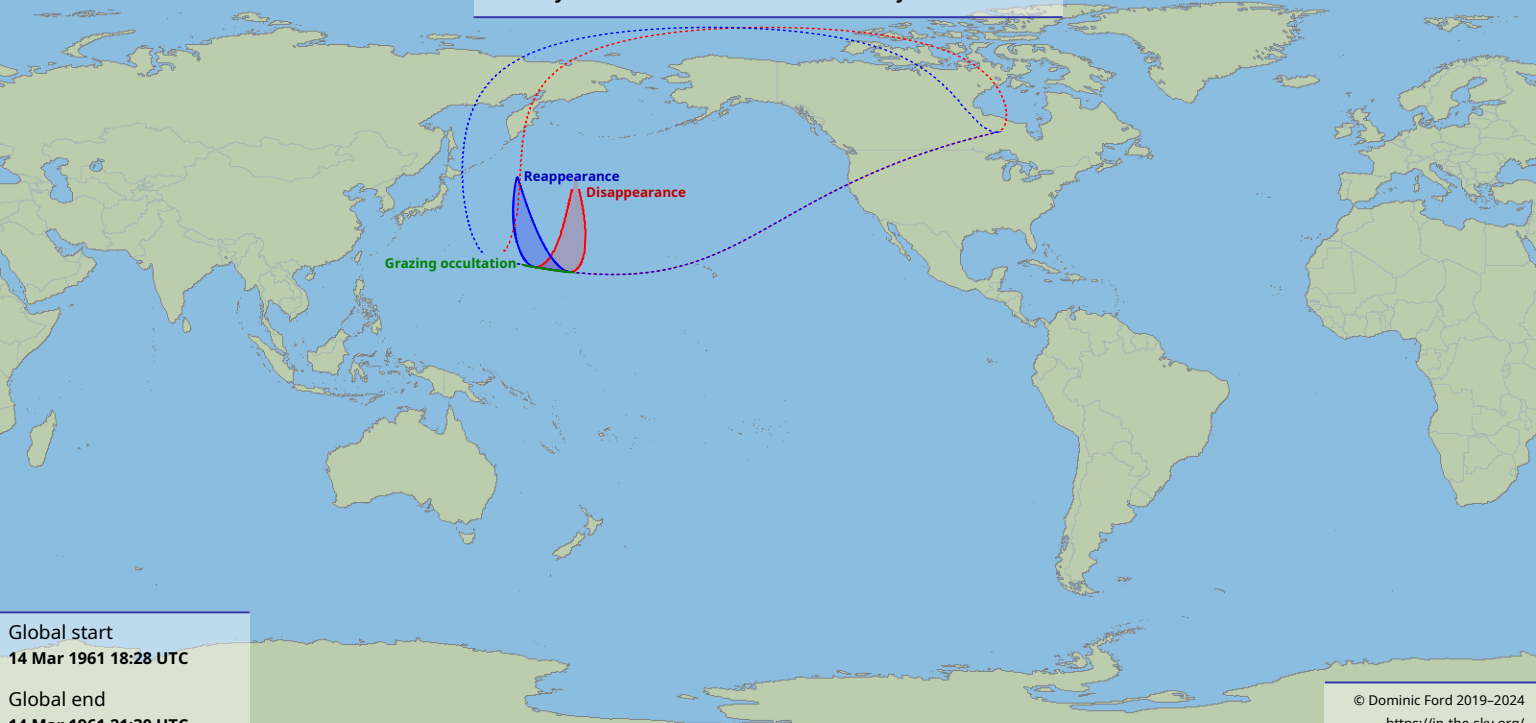 Reappearance
Disappearance
Grazing occultation
Global start
14 Mar 1961 18:28 UTC
Global end
© Dominic Ford 2019–2024